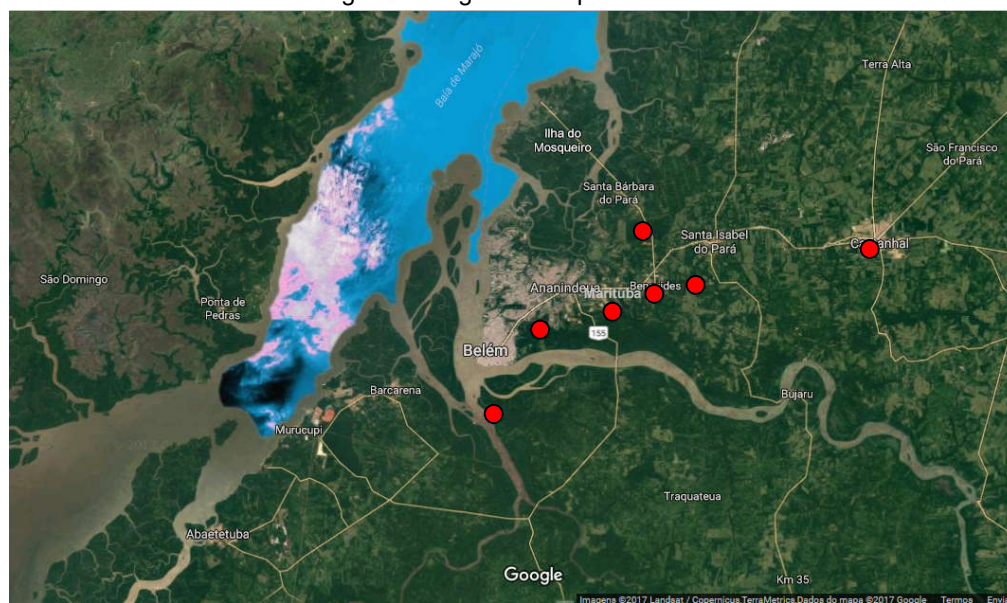 Baía de Marajó
Terra Alta
Ilha do
Mosqueiro
São Francisco
do Pará
Santa Bárbara
do Pará
Santa Isabel
do Pará
São Domingo
Ponta de
Pedras
Ananindeua
Marituba
155
Belém
Barcarena
Bujaru
Murucupi
Traquateua
Abaetetuba
Google
Km 35
Imagens ©2017 Landsat / Copernicus,TerraMetrics,Dados do mapa ©2017 Google Termos